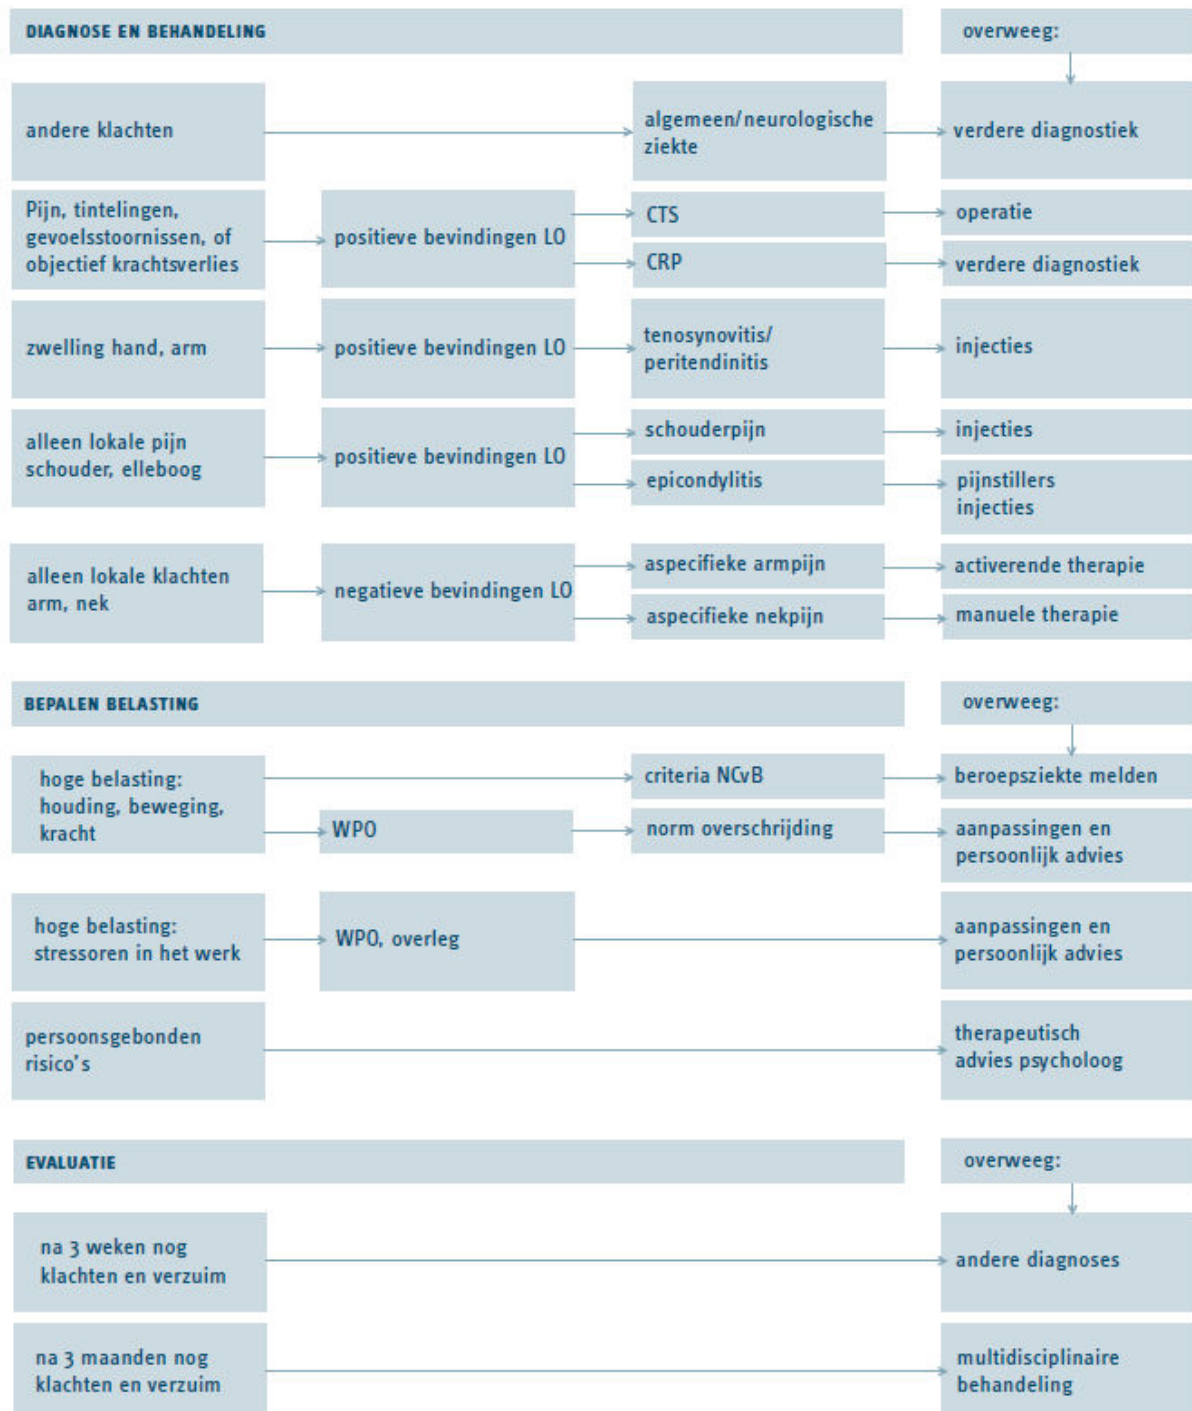 DIAGNOSE EN BEHANDELING
overweeg:
andere klachten
algemeen/neurologische
ziekte
verdere diagnostiek
Pijn, tintelingen,
gevoelsstoornissen, of
objectief krachtsverlies
positieve bevindingen LO
CTS
operatie
CRP
verdere diagnostiek
zwelling hand, arm
positieve bevindingen LO
tenosynovitis/
peritendinitis
injecties
alleen lokale pijn
schouder, elleboog
positieve bevindingen LO
schouderpijn
injecties
epicondylitis
pijnstillers
injecties
alleen lokale klachten
arm, nek
negatieve bevindingen LO
aspecifieke armpijn
activerende therapie
aspecifieke nekpijn
manuele therapie
BEPALEN BELASTING
overweeg:
hoge belasting:
houding, beweging,
kracht
criteria NCvB
beroepsziekte melden
WPO
norm overschrijding
aanpassingen en
persoonlijk advies
hoge belasting:
stressoren in het werk
WPO, overleg
aanpassingen en
persoonlijk advies
persoonsgebonden
risico's
therapeutisch
advies psycholoog
EVALUATIE
overweeg:
na 3 weken nog
klachten en verzuim
andere diagnoses
na 3 maanden nog
klachten en verzuim
multidisciplinaire
behandeling